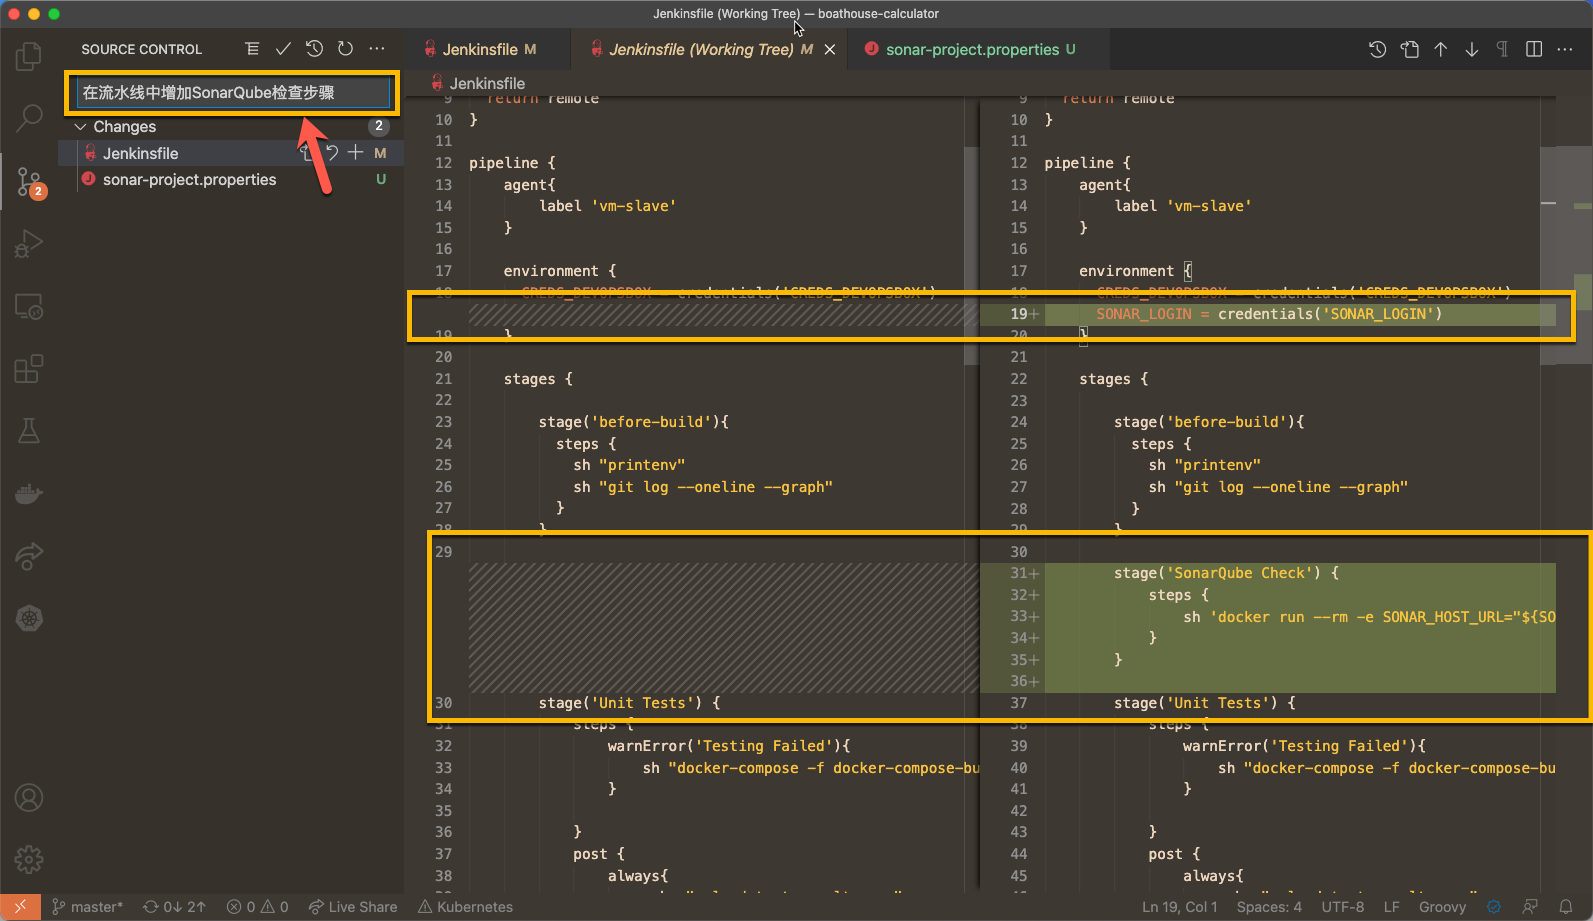 Jenkinsfile (Working Tree) — boathouse-calculator
SOURCE CONTROL
Jenkinsfile M
Jenkinsfile (Working Tree) M
sonar-project.properties U
在流水线中增加SonarQube检查步骤
Changes 2
Jenkinsfile M
sonar-project.properties U
2
Jenkinsfile
9 return remote
10 }
11
12 pipeline {
13 agent{
14 label 'vm-slave'
15 }
16
17 environment {
18 CREDS_DEVOPSBOX = credentials('CREDS_DEVOPSBOX')
19 }
20
21 stages {
22
23 stage('before-build'){
24 steps {
25 sh "printenv"
26 sh "git log --oneline --graph"
27 }
28 }
29
30 stage('Unit Tests') {
31 steps {
32 warnError('Testing Failed'){
33 sh "docker-compose -f docker-compose-bu
34 }
35
36 }
37 post {
38 always{
9 return remote
10 }
11
12 pipeline {
13 agent{
14 label 'vm-slave'
15 }
16
17 environment {
18 CREDS_DEVOPSBOX = credentials('CREDS_DEVOPSBOX')
19+ SONAR_LOGIN = credentials('SONAR_LOGIN')
20 }
21
22 stages {
23
24 stage('before-build'){
25 steps {
26 sh "printenv"
27 sh "git log --oneline --graph"
28 }
29 }
30
31+ stage('SonarQube Check') {
32+ steps {
33+ sh 'docker run --rm -e SONAR_HOST_URL="${SO
34+ }
35+ }
36+
37 stage('Unit Tests') {
38 steps {
39 warnError('Testing Failed'){
40 sh "docker-compose -f docker-compose-bu
41 }
42
43 }
44 post {
45 always{
master* 0↓ 2↑ 0 0 Live Share Kubernetes
Ln 19, Col 1 Spaces: 4 UTF-8 LF Groovy